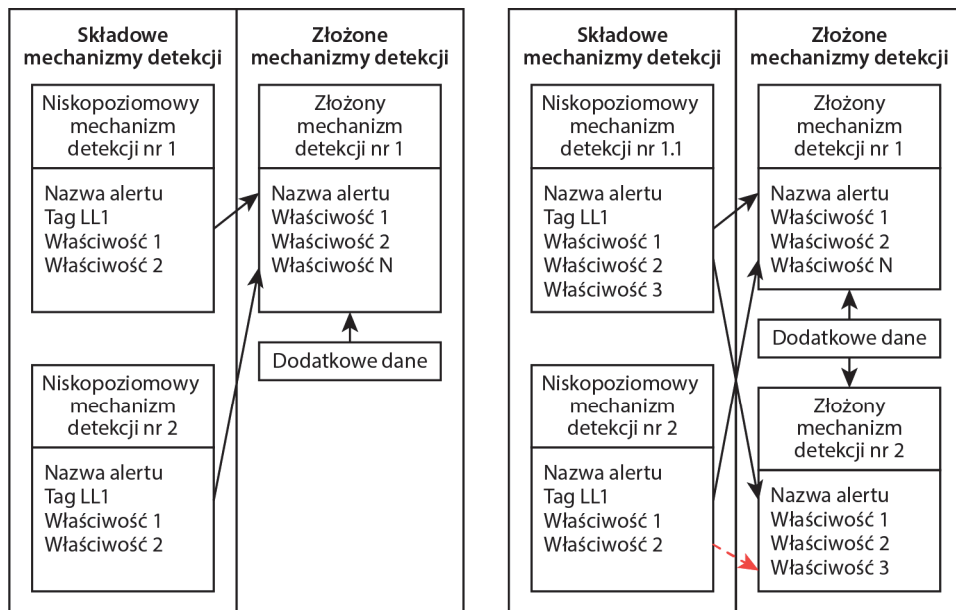 Składowe
mechanizmy detekcji
Złożone
mechanizmy detekcji
Niskopoziomowy
mechanizm
detekcji nr 1
Nazwa alertu
Tag LL1
Właściwość 1
Właściwość 2
Złożony
mechanizm
detekcji nr 1
Nazwa alertu
Właściwość 1
Właściwość 2
Właściwość N
Dodatkowe dane
Niskopoziomowy
mechanizm
detekcji nr 2
Nazwa alertu
Tag LL1
Właściwość 1
Właściwość 2
Składowe
mechanizmy detekcji
Złożone
mechanizmy detekcji
Niskopoziomowy
mechanizm
detekcji nr 1.1
Nazwa alertu
Tag LL1
Właściwość 1
Właściwość 2
Właściwość 3
Złożony
mechanizm
detekcji nr 1
Nazwa alertu
Właściwość 1
Właściwość 2
Właściwość N
Dodatkowe dane
Niskopoziomowy
mechanizm
detekcji nr 2
Nazwa alertu
Tag LL1
Właściwość 1
Właściwość 2
Złożony
mechanizm
detekcji nr 2
Nazwa alertu
Właściwość 1
Właściwość 2
Właściwość 3